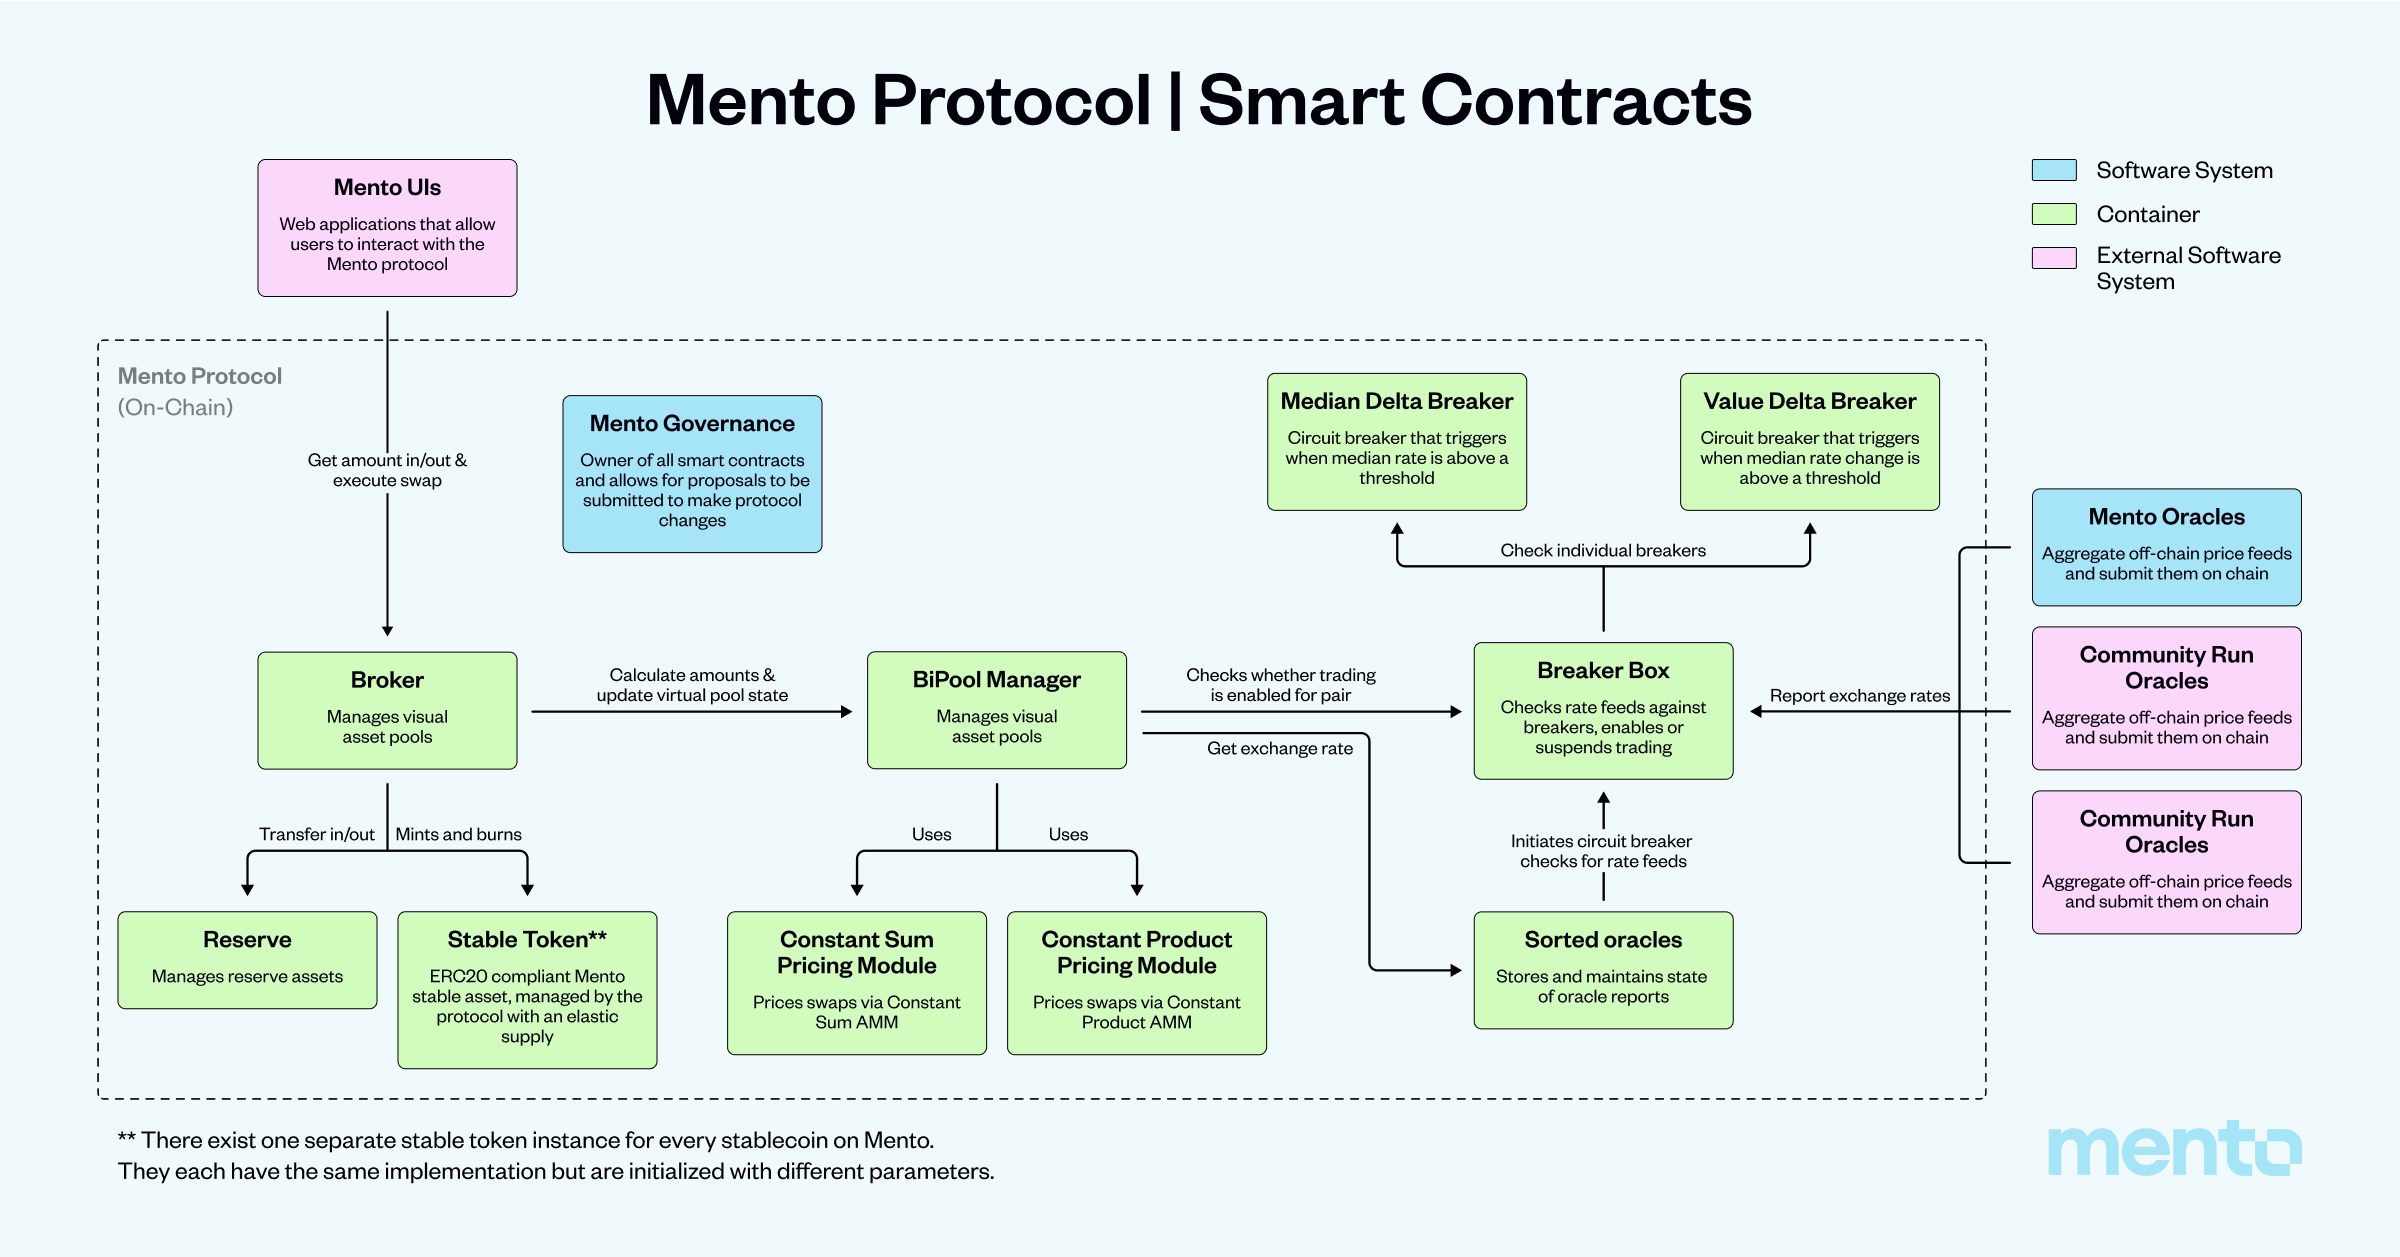 Mento Protocol | Smart Contracts
Mento UIs
Web applications that allow
users to interact with the
Mento protocol
Software System
Container
External Software
System
Mento Protocol
(On-Chain)
Get amount in/out &
execute swap
Mento Governance
Owner of all smart contracts
and allows for proposals to be
submitted to make protocol
changes
Median Delta Breaker
Circuit breaker that triggers
when median rate is above a
threshold
Value Delta Breaker
Circuit breaker that triggers
when median rate change is
above a threshold
Check individual breakers
Mento Oracles
Aggregate off-chain price feeds
and submit them on chain
Broker
Manages visual
asset pools
Calculate amounts &
update virtual pool state
BiPool Manager
Manages visual
asset pools
Checks whether trading
is enabled for pair
Get exchange rate
Breaker Box
Checks rate feeds against
breakers, enables or
suspends trading
Report exchange rates
Community Run
Oracles
Aggregate off-chain price feeds
and submit them on chain
Transfer in/out
Mints and burns
Uses
Uses
Initiates circuit breaker
checks for rate feeds
Community Run
Oracles
Aggregate off-chain price feeds
and submit them on chain
Reserve
Manages reserve assets
Stable Token**
ERC20 compliant Mento
stable asset, managed by the
protocol with an elastic
supply
Constant Sum
Pricing Module
Prices swaps via Constant
Sum AMM
Constant Product
Pricing Module
Prices swaps via Constant
Product AMM
Sorted oracles
Stores and maintains state
of oracle reports
** There exist one separate stable token instance for every stablecoin on Mento.
They each have the same implementation but are initialized with different parameters.
mento